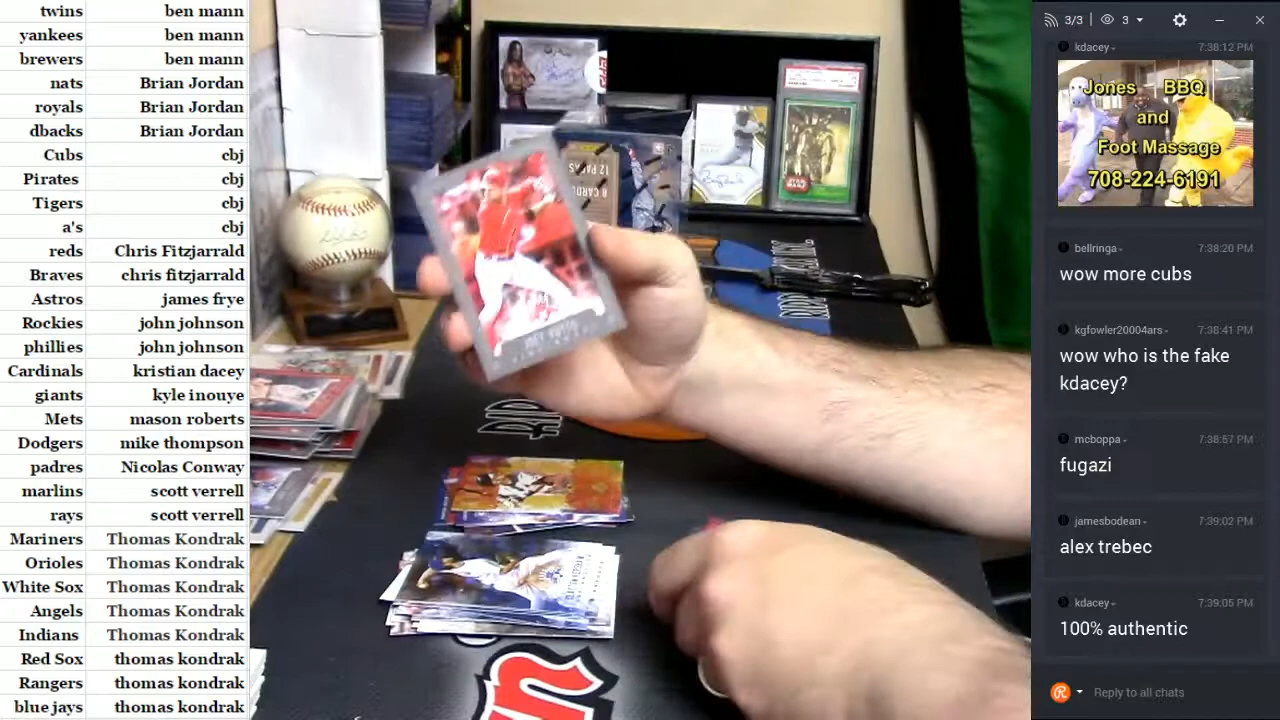 twins ben mann
yankees ben mann
brewers ben mann
nats Brian Jordan
royals Brian Jordan
dbacks Brian Jordan
Cubs cbj
Pirates cbj
Tigers cbj
a's cbj
reds Chris Fitzjarrald
Braves chris fitzjarrald
Astros james frye
Rockies john johnson
phillies john johnson
Cardinals kristian dacey
giants kyle inouye
Mets mason roberts
Dodgers mike thompson
padres Nicolas Conway
marlins scott verrell
rays scott verrell
Mariners Thomas Kondrak
Orioles Thomas Kondrak
White Sox Thomas Kondrak
Angels Thomas Kondrak
Indians Thomas Kondrak
Red Sox thomas kondrak
Rangers thomas kondrak
blue jays thomas kondrak
3/3 3
kdacey 7:38:12 PM
Jones BBQ
and
Foot Massage
708-224-6191
bellringa 7:38:20 PM
wow more cubs
kgfowler20004ars 7:38:41 PM
wow who is the fake
kdacey?
mcboppa 7:38:57 PM
fugazi
jamesbodean 7:39:02 PM
alex trebec
kdacey 7:39:05 PM
100% authentic
Reply to all chats